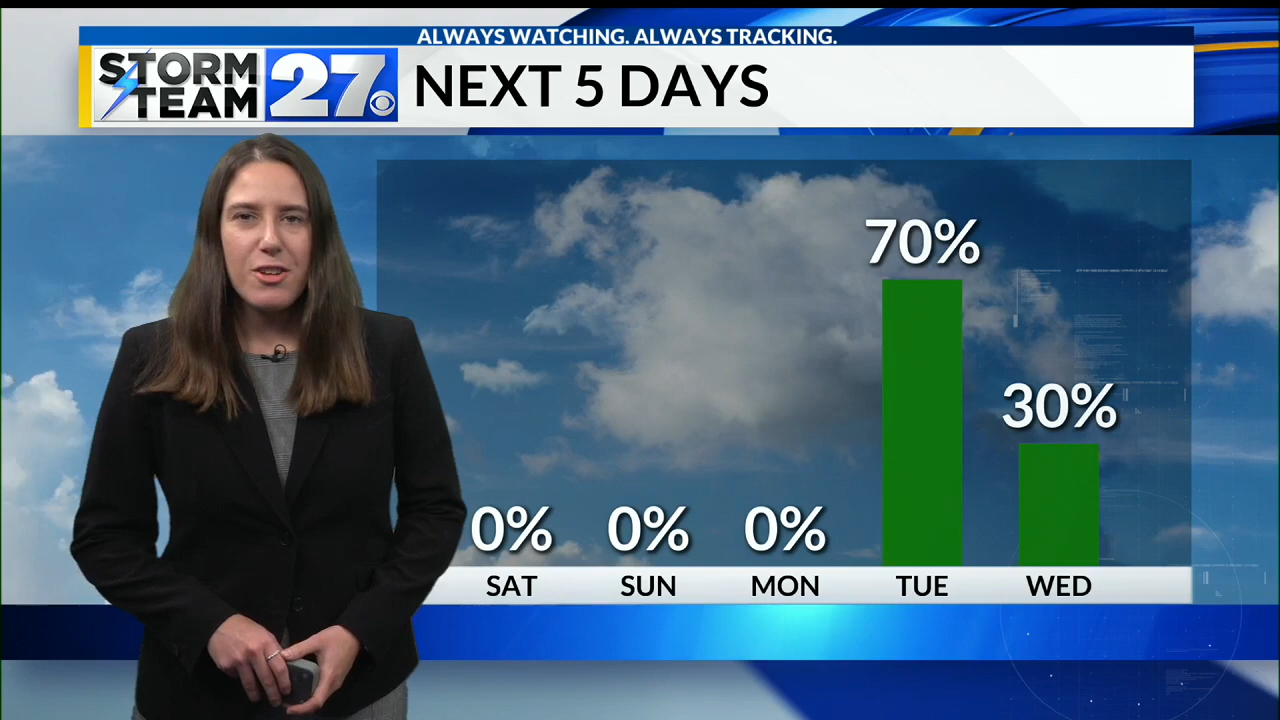 ALWAYS WATCHING. ALWAYS TRACKING.
STORM
TEAM
27
NEXT 5 DAYS
70%
30%
0% 0% 0%
SAT SUN MON TUE WED